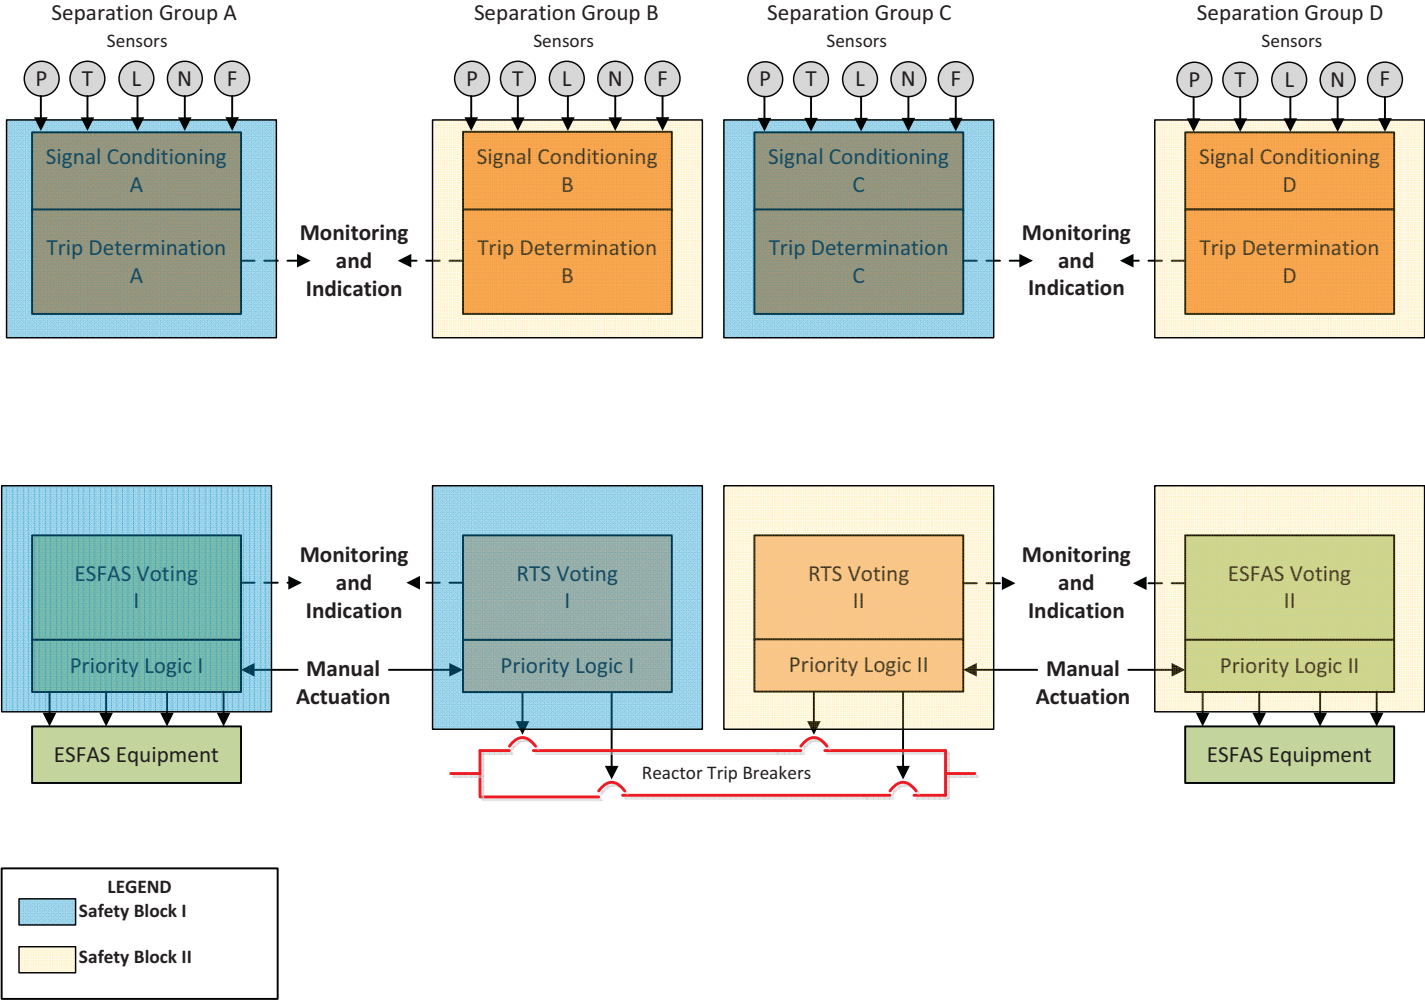 Separation Group A
Sensors
P T L N F
Signal Conditioning
A
Trip Determination
A
Monitoring
and
Indication
Separation Group B
Sensors
P T L N F
Signal Conditioning
B
Trip Determination
B
Separation Group C
Sensors
P T L N F
Signal Conditioning
C
Trip Determination
C
Monitoring
and
Indication
Separation Group D
Sensors
P T L N F
Signal Conditioning
D
Trip Determination
D
ESFAS Voting
I
Priority Logic I
ESFAS Equipment
Monitoring
and
Indication
Manual
Actuation
RTS Voting
I
Priority Logic I
Reactor Trip Breakers
RTS Voting
II
Priority Logic II
Monitoring
and
Indication
Manual
Actuation
ESFAS Voting
II
Priority Logic II
ESFAS Equipment
LEGEND
Safety Block I
Safety Block II